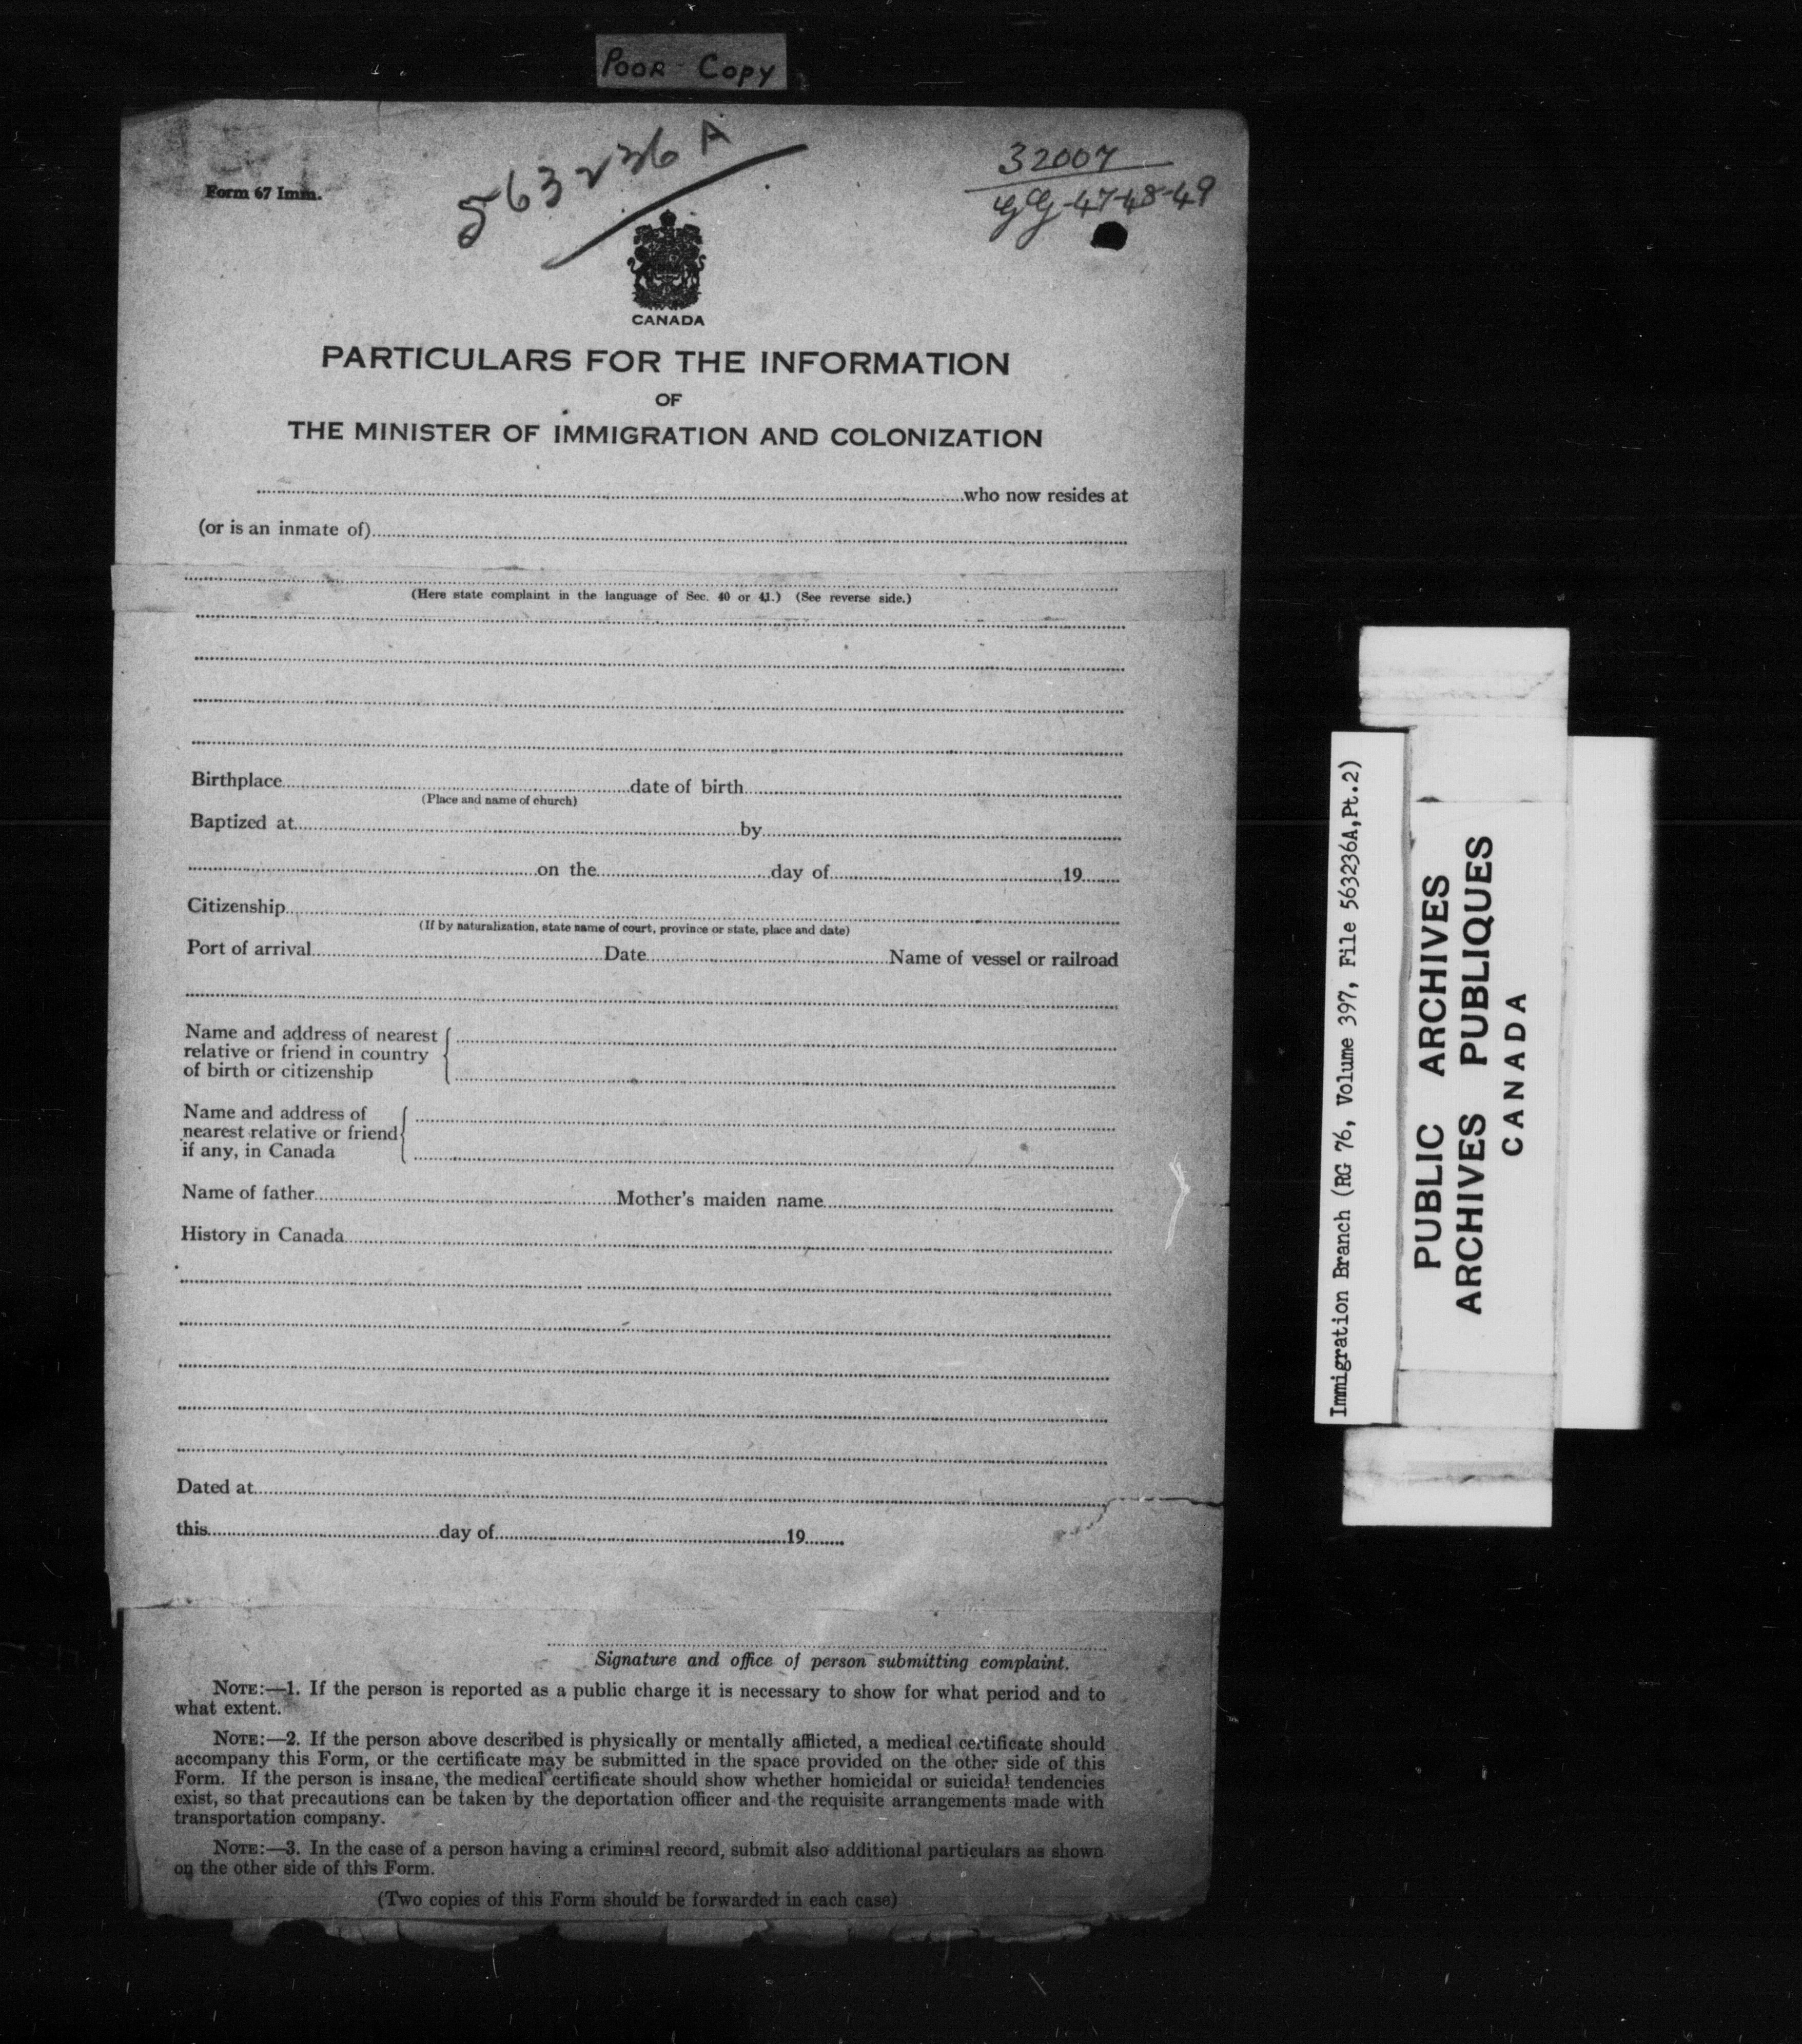 POOR COPY
563236 A
32007
GG-47-48-49
Form 67 Imm.
CANADA
PARTICULARS FOR THE INFORMATION
OF
THE MINISTER OF IMMIGRATION AND COLONIZATION
who now resides at
(or is an inmate of)
(Here state complaint in the language of Sec. 40 or 41.) (See reverse side.)
Birthplace date of birth
(Place and name of church)
Baptized at by
on the day of 19
Citizenship
(If by naturalization, state name of court, province or state, place and date)
Port of arrival Date Name of vessel or railroad
Name and address of nearest
relative or friend in country
of birth or citizenship
Name and address of
nearest relative or friend
if any, in Canada
Name of father Mother's maiden name
History in Canada
Dated at
this day of 19
Signature and office of person submitting complaint.
NOTE:—1. If the person is reported as a public charge it is necessary to show for what period and to
what extent.
NOTE:—2. If the person above described is physically or mentally afflicted, a medical certificate should
accompany this Form, or the certificate may be submitted in the space provided on the other side of this
Form. If the person is insane, the medical certificate should show whether homicidal or suicidal tendencies
exist, so that precautions can be taken by the deportation officer and the requisite arrangements made with
transportation company.
NOTE:—3. In the case of a person having a criminal record, submit also additional particulars as shown
on the other side of this Form.
(Two copies of this Form should be forwarded in each case)
Immigration Branch (RG 76, Volume 397, File 563236A,Pt.2)
PUBLIC ARCHIVES
ARCHIVES PUBLIQUES
CANADA